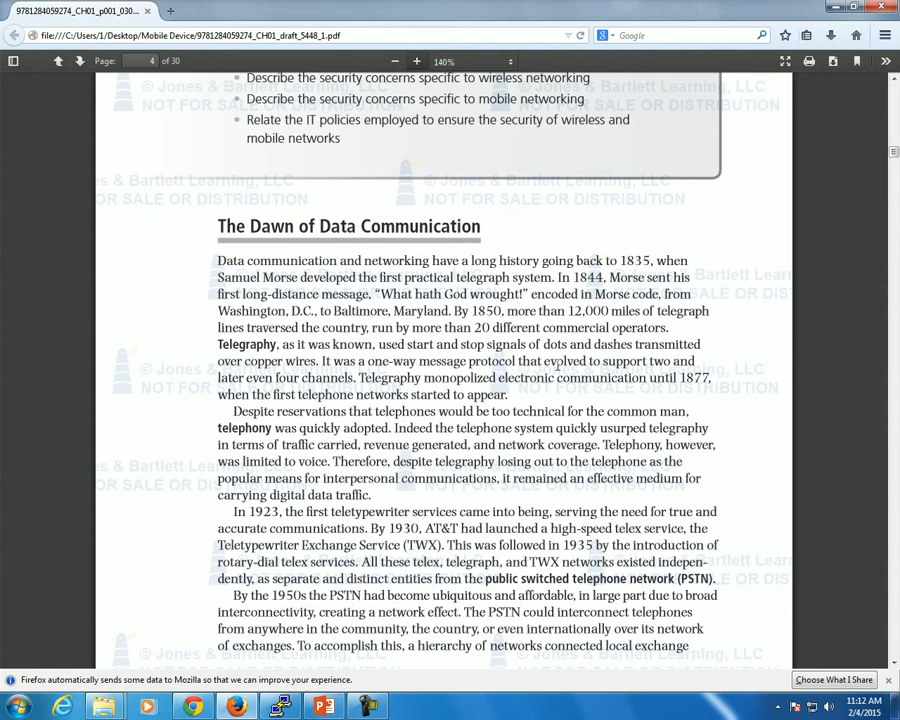 9781284059274_CH01_p001_030...
file:///C:/Users/1/Desktop/Mobile Device/9781284059274_CH01_draft_5448_1.pdf
Google
Page: 4 of 30
140%
Describe the security concerns specific to wireless networking
Describe the security concerns specific to mobile networking
Relate the IT policies employed to ensure the security of wireless and
mobile networks
© Jones & Bartlett Learning, LLC
NOT FOR SALE OR DISTRIBUTION
The Dawn of Data Communication
Data communication and networking have a long history going back to 1835, when
Samuel Morse developed the first practical telegraph system. In 1844, Morse sent his
first long-distance message, “What hath God wrought!” encoded in Morse code, from
Washington, D.C., to Baltimore, Maryland. By 1850, more than 12,000 miles of telegraph
lines traversed the country, run by more than 20 different commercial operators.
Telegraphy, as it was known, used start and stop signals of dots and dashes transmitted
over copper wires. It was a one-way message protocol that evolved to support two and
later even four channels. Telegraphy monopolized electronic communication until 1877,
when the first telephone networks started to appear.
Despite reservations that telephones would be too technical for the common man,
telephony was quickly adopted. Indeed the telephone system quickly usurped telegraphy
in terms of traffic carried, revenue generated, and network coverage. Telephony, however,
was limited to voice. Therefore, despite telegraphy losing out to the telephone as the
popular means for interpersonal communications, it remained an effective medium for
carrying digital data traffic.
In 1923, the first teletypewriter services came into being, serving the need for true and
accurate communications. By 1930, AT&T had launched a high-speed telex service, the
Teletypewriter Exchange Service (TWX). This was followed in 1935 by the introduction of
rotary-dial telex services. All these telex, telegraph, and TWX networks existed indepen-
dently, as separate and distinct entities from the public switched telephone network (PSTN).
By the 1950s the PSTN had become ubiquitous and affordable, in large part due to broad
interconnectivity, creating a network effect. The PSTN could interconnect telephones
from anywhere in the community, the country, or even internationally over its network
of exchanges. To accomplish this, a hierarchy of networks connected local exchange
Firefox automatically sends some data to Mozilla so that we can improve your experience.
Choose What I Share
11:12 AM
2/4/2015